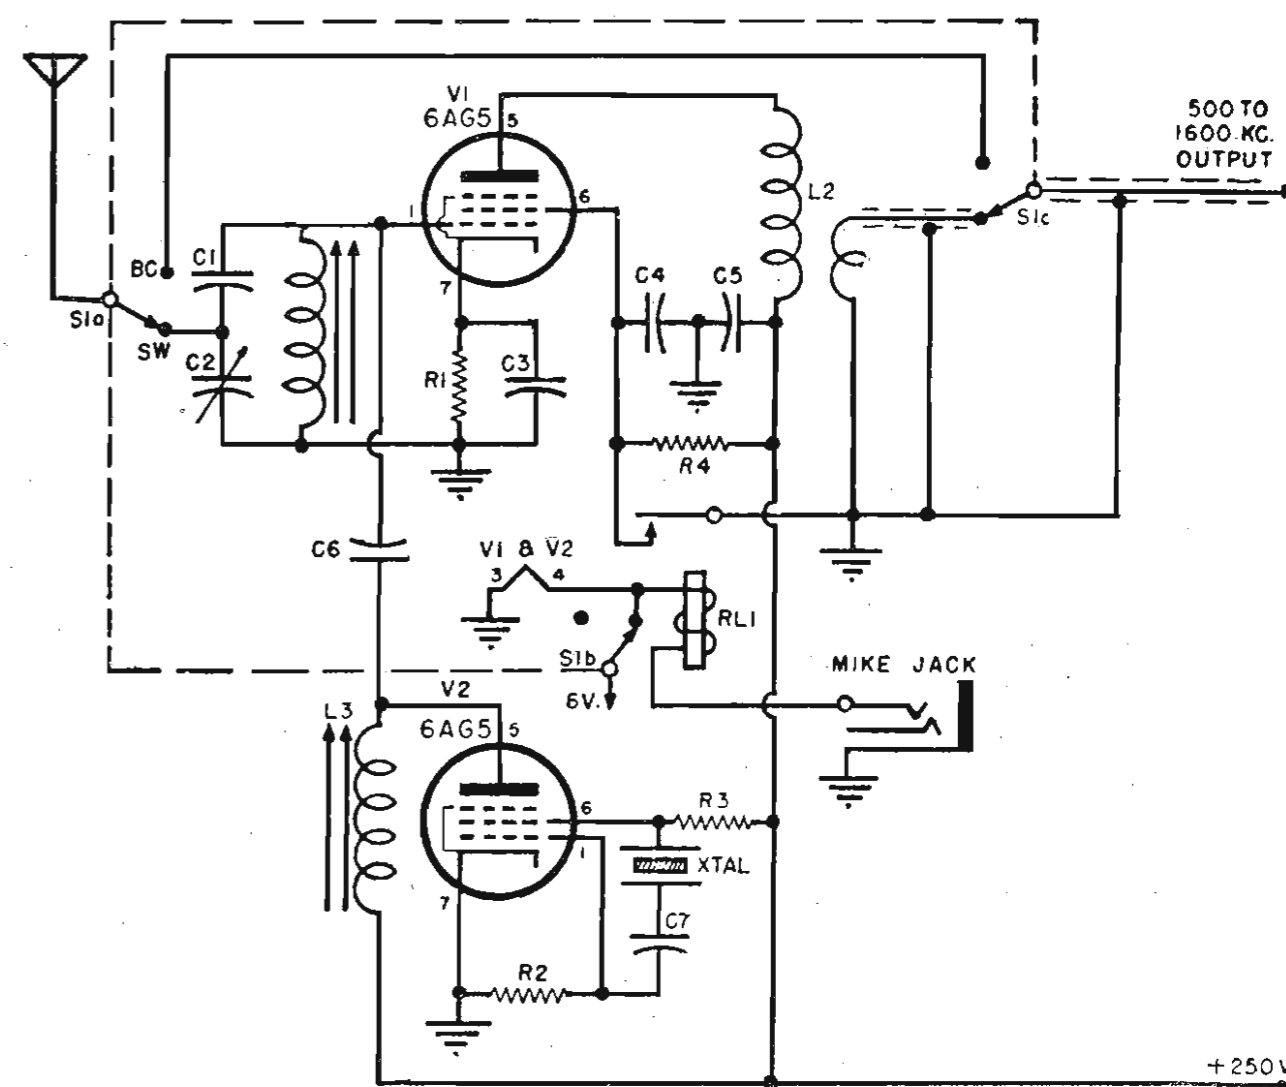 V1
6AG5
5
500 TO
1600 KC.
OUTPUT
1
6
L2
S1c
BC
C1
7
C4
C5
S1a
SW
C2
R1
C3
R4
C6
V1 & V2
3
4
RL1
S1b
6V.
MIKE JACK
V2
L3
6AG5
5
6
R3
1
XTAL
7
C7
R2
+250V